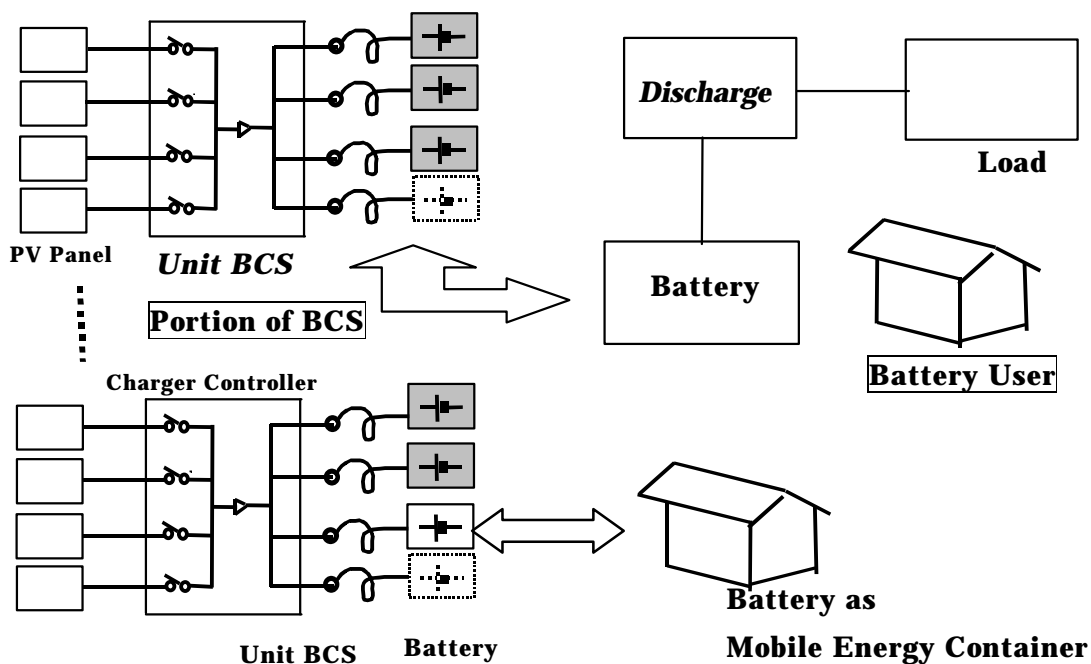 Discharge
Load
PV Panel
Unit BCS
Battery
Portion of BCS
Battery User
Charger Controller
Battery as
Mobile Energy Container
Unit BCS
Battery